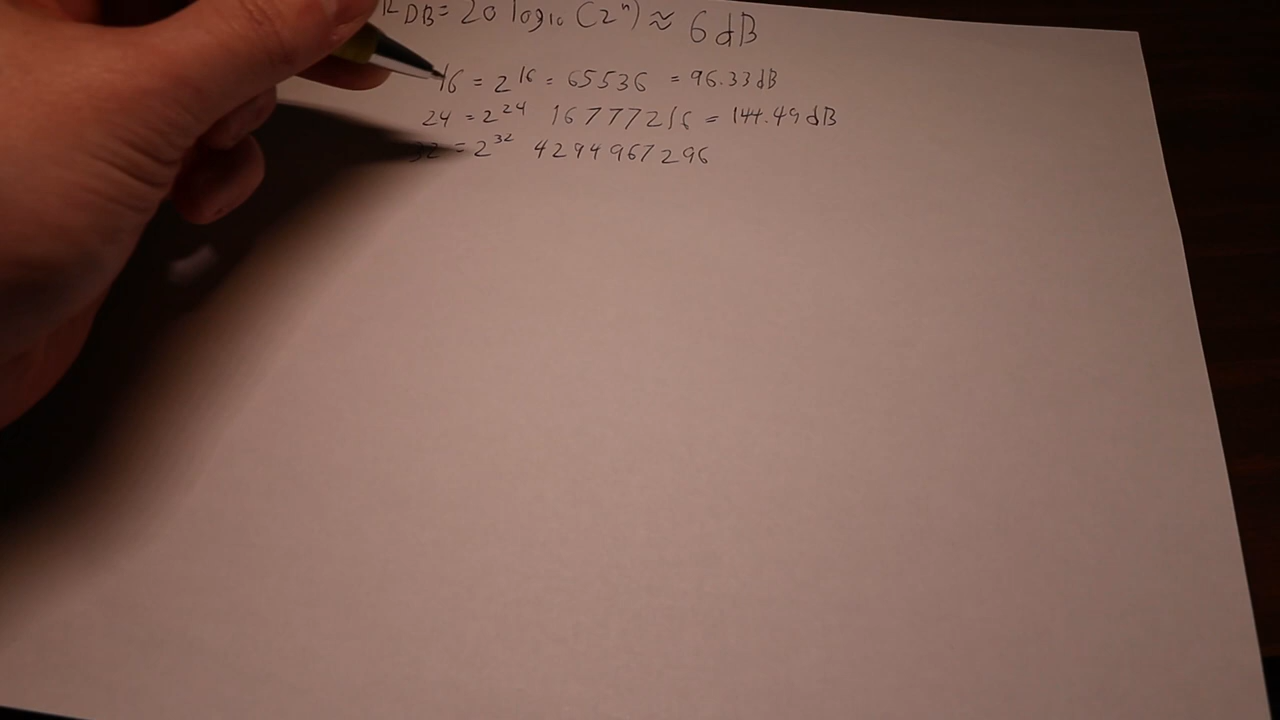 DB = 20 log10 (2^n) ≈ 6 dB
16 = 2^16 = 65536 = 96.33 dB
24 = 2^24 16777216 = 144.49 dB
32 = 2^32 4294967296